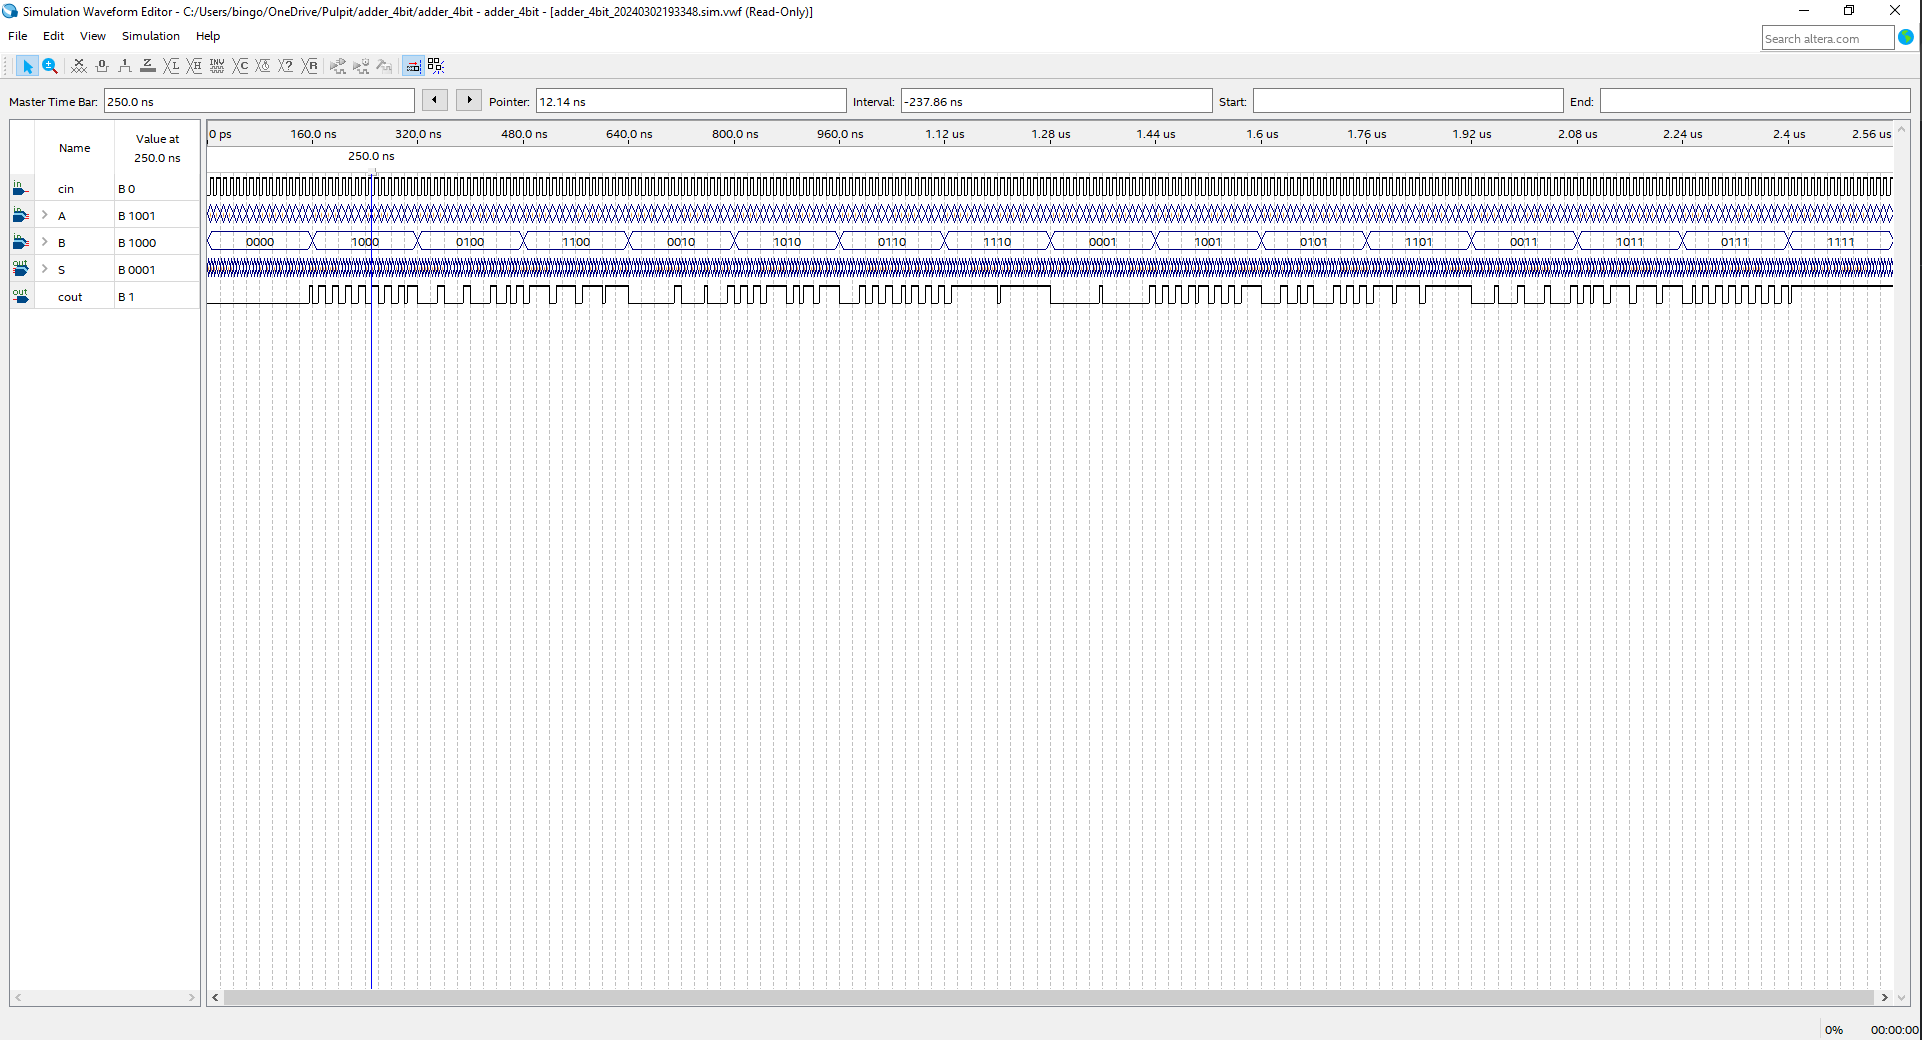 Simulation Waveform Editor - C:/Users/bingo/OneDrive/Pulpit/adder_4bit/adder_4bit - adder_4bit - [adder_4bit_20240302193348.sim.vwf (Read-Only)]
File Edit View Simulation Help
Search altera.com
Master Time Bar: 250.0 ns Pointer: 12.14 ns Interval: -237.86 ns Start: End:
Name Value at 250.0 ns
0 ps 160.0 ns 320.0 ns 480.0 ns 640.0 ns 800.0 ns 960.0 ns 1.12 us 1.28 us 1.44 us 1.6 us 1.76 us 1.92 us 2.08 us 2.24 us 2.4 us 2.56 us
250.0 ns
in cin B 0
in A B 1001
in B B 1000 0000 1000 0100 1100 0010 1010 0110 1110 0001 1001 0101 1101 0011 1011 0111 1111
out S B 0001
out cout B 1
0% 00:00:00